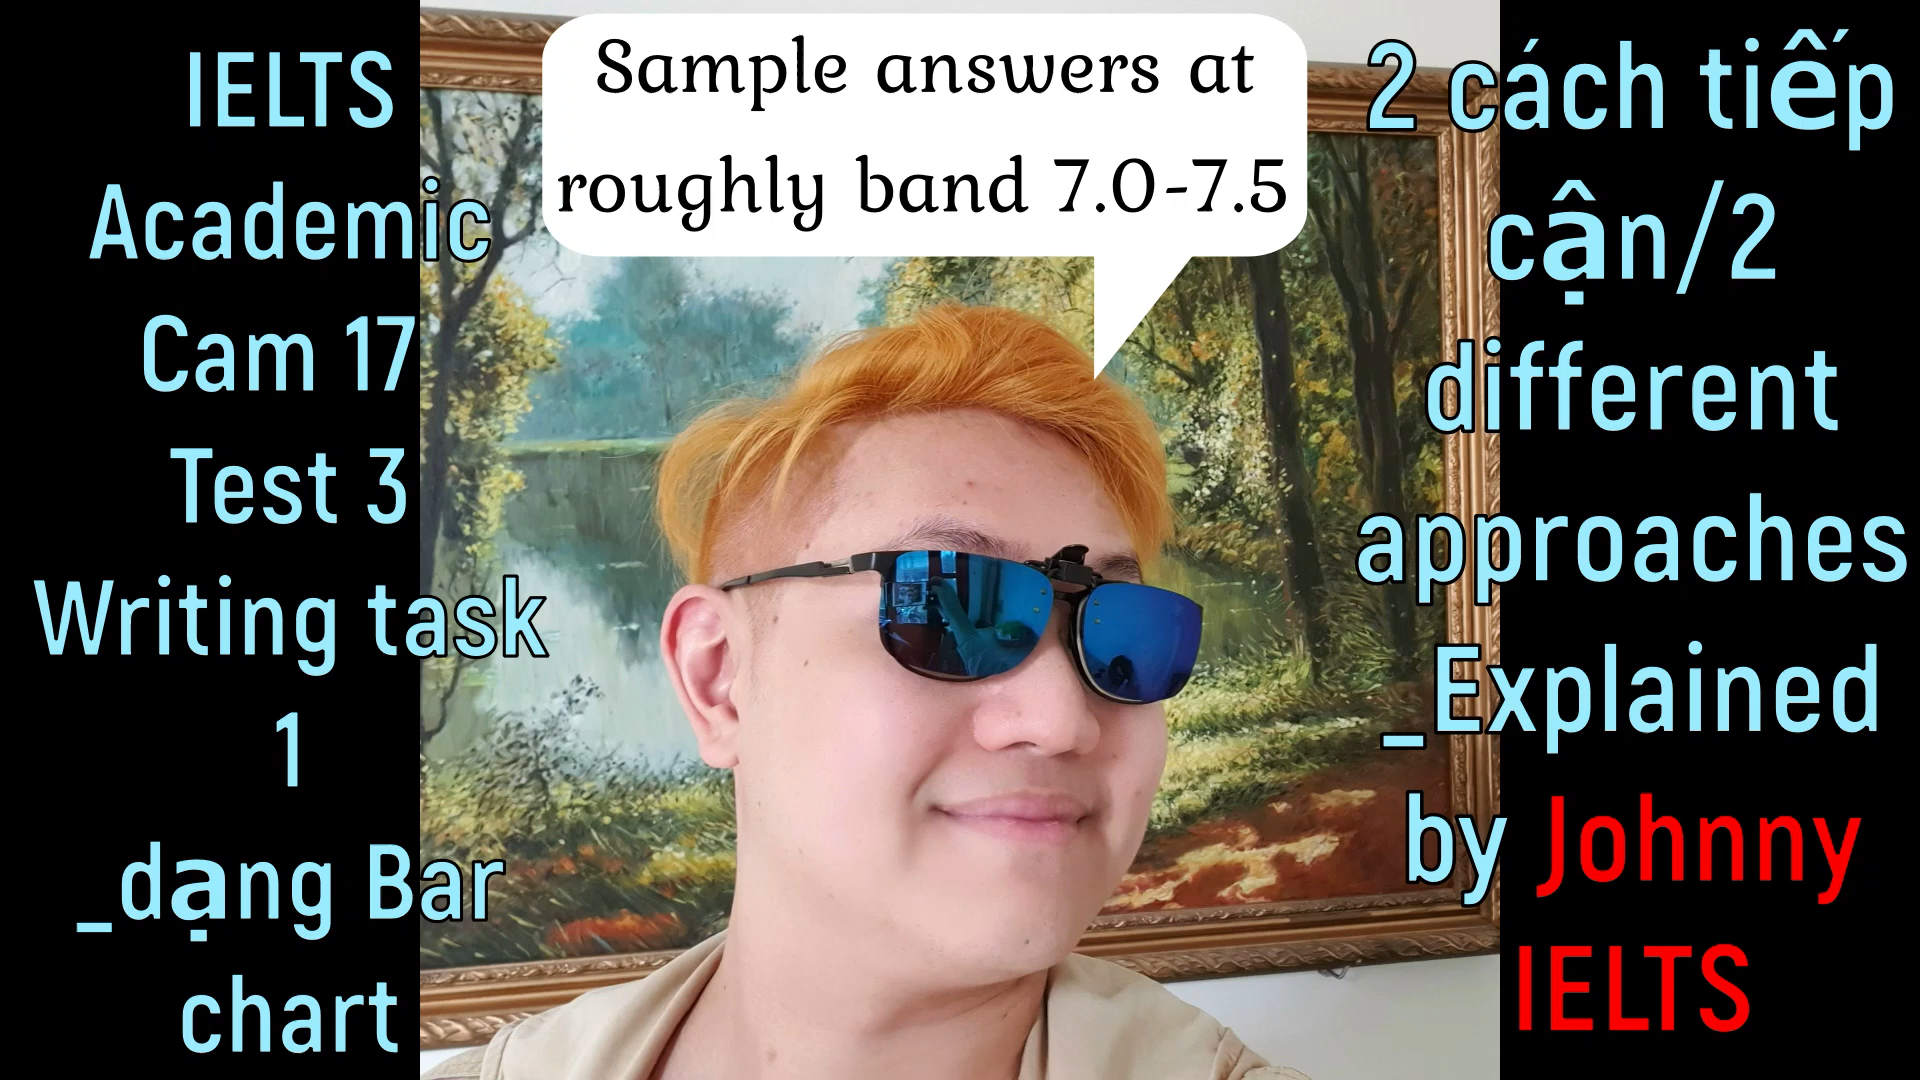 IELTS
Academic
Cam 17
Test 3
Writing task
1
_dạng Bar
chart
Sample answers at
roughly band 7.0-7.5
2 cách tiếp
cận/2
different
approaches
_Explained
by Johnny
IELTS